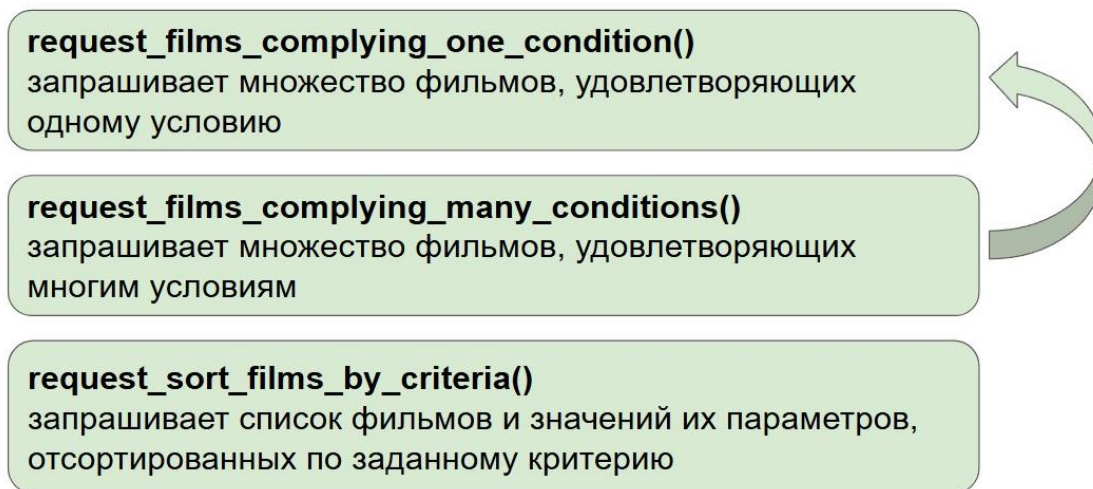 request_films_complying_one_condition()
запрашивает множество фильмов, удовлетворяющих
одному условию
request_films_complying_many_conditions()
запрашивает множество фильмов, удовлетворяющих
многим условиям
request_sort_films_by_criteria()
запрашивает список фильмов и значений их параметров,
отсортированных по заданному критерию